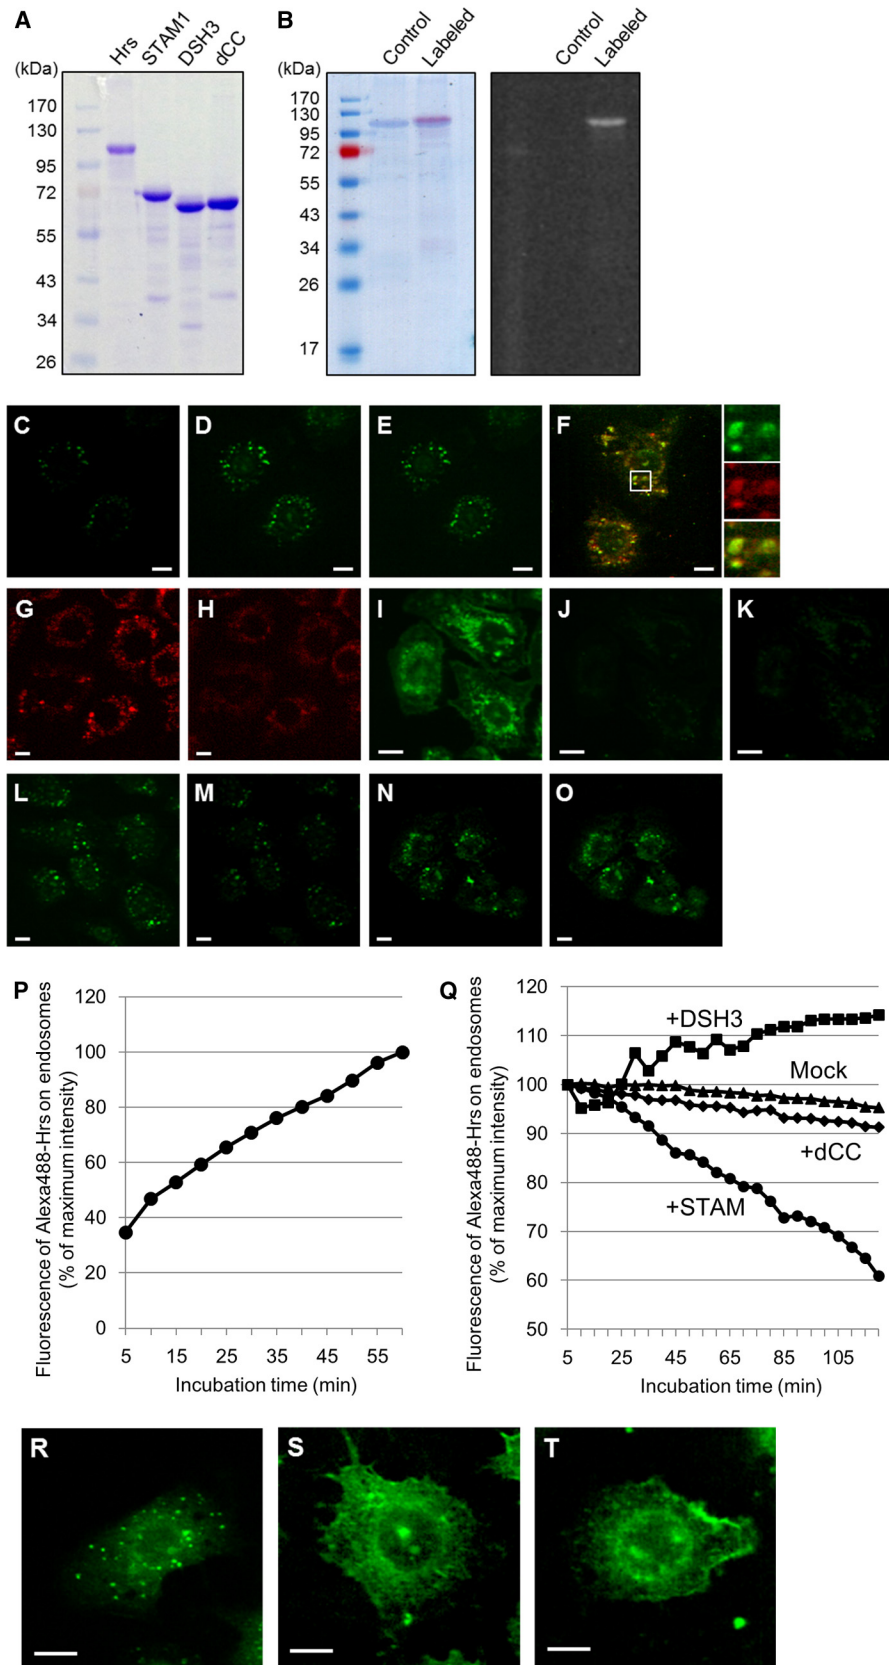 A
Hrs
STAM1
DSH3
dCC
(kDa)
170
130
95
72
55
43
34
26
B
Control
Labeled
Control
Labeled
(kDa)
170
130
95
72
55
43
34
26
17
C
D
E
F
G
H
I
J
K
L
M
N
O
P
Fluorescence of Alexa488-Hrs on endosomes
(% of maximum intensity)
120
100
80
60
40
20
0
5 15 25 35 45 55
Incubation time (min)
Q
Fluorescence of Alexa488-Hrs on endosomes
(% of maximum intensity)
120
110
100
90
80
70
60
50
+DSH3
Mock
+dCC
+STAM
5 25 45 65 85 105
Incubation time (min)
R
S
T